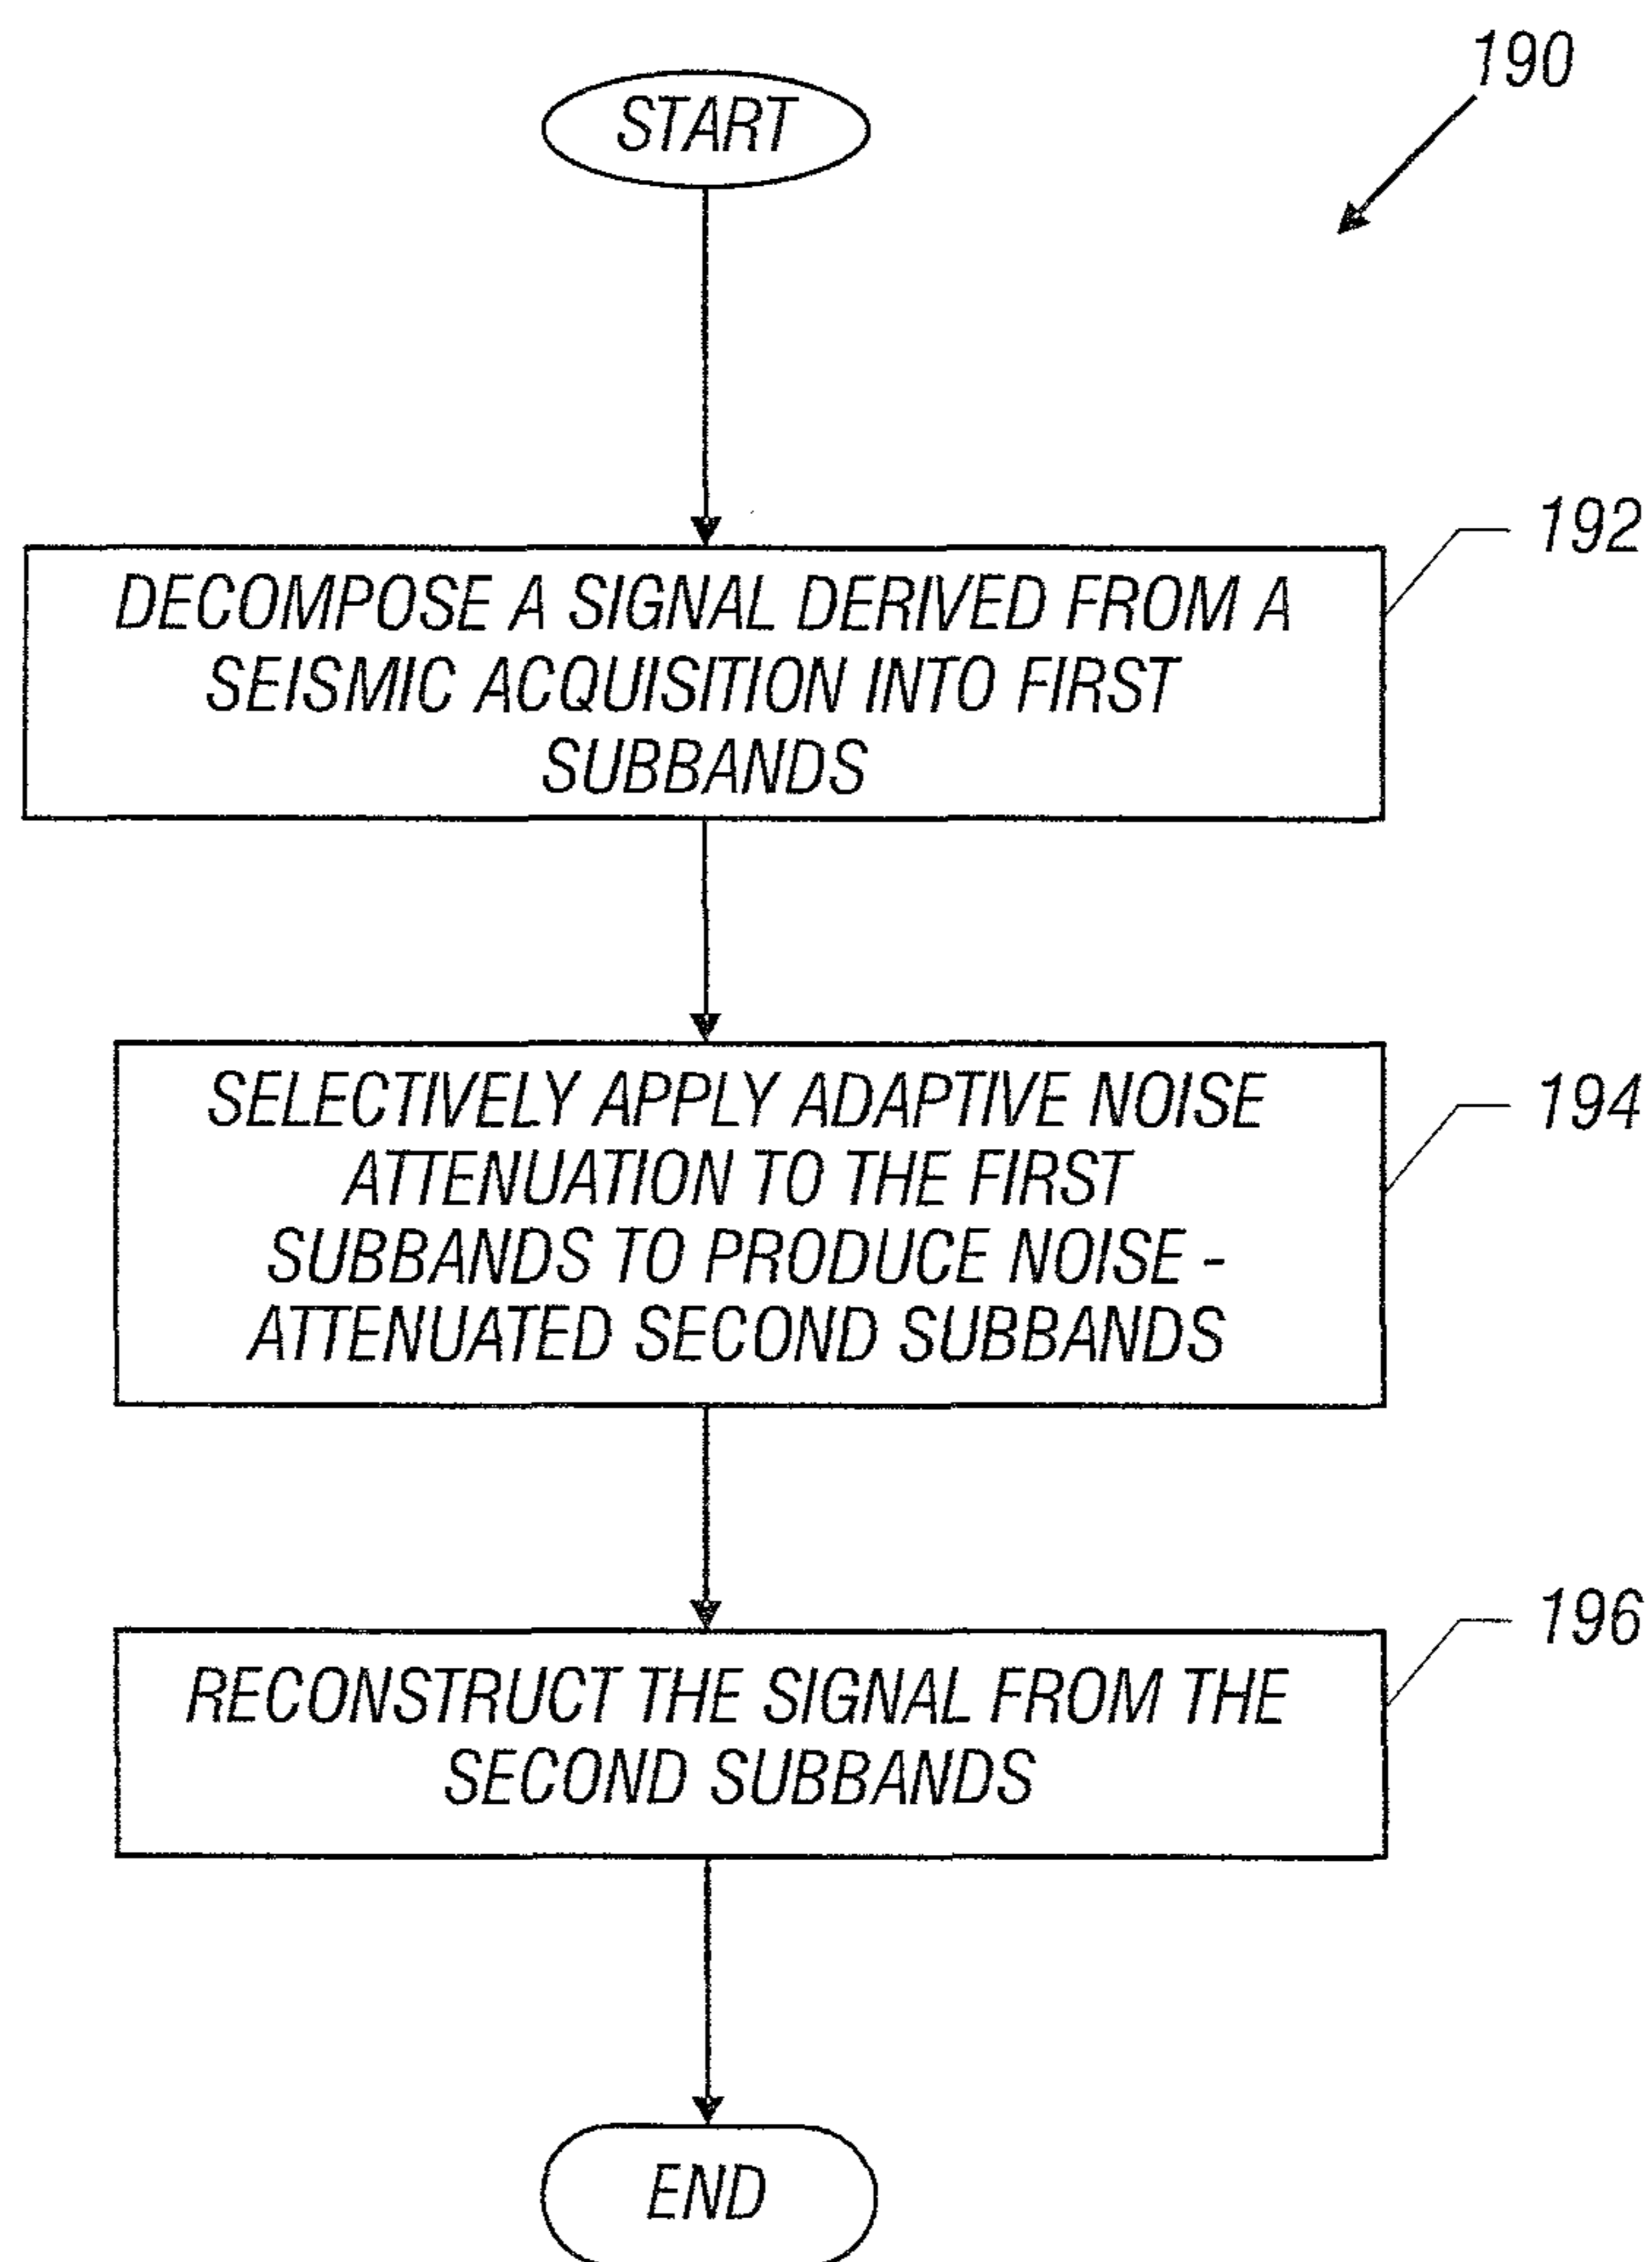 190
START
192
DECOMPOSE A SIGNAL DERIVED FROM A
SEISMIC ACQUISITION INTO FIRST
SUBBANDS
194
SELECTIVELY APPLY ADAPTIVE NOISE
ATTENUATION TO THE FIRST
SUBBANDS TO PRODUCE NOISE -
ATTENUATED SECOND SUBBANDS
196
RECONSTRUCT THE SIGNAL FROM THE
SECOND SUBBANDS
END